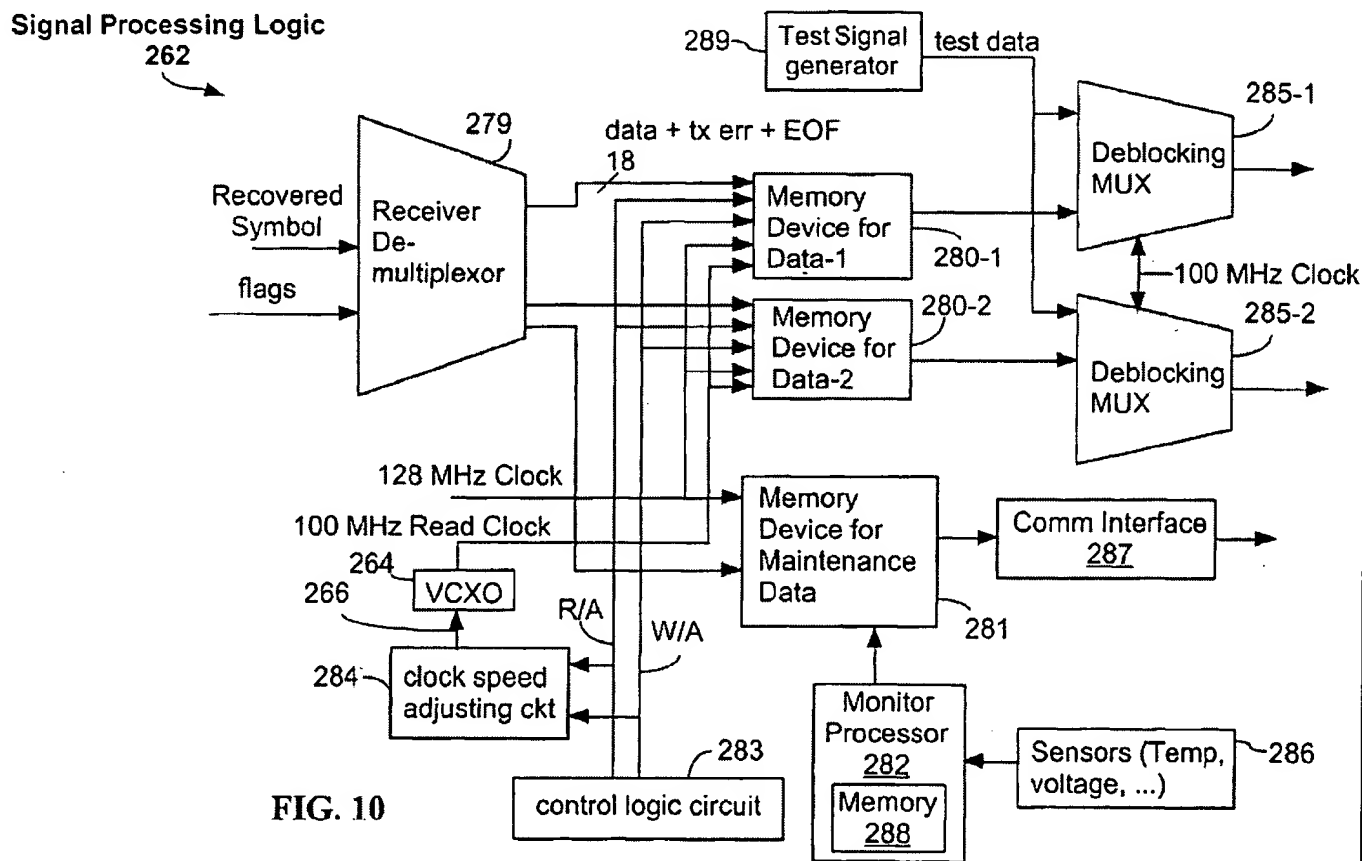 Signal Processing Logic
262
289
Test Signal
generator
test data
279
data + tx err + EOF
18
285-1
Deblocking
MUX
Recovered
Symbol
flags
Receiver
De-
multiplexor
Memory
Device for
Data-1
280-1
100 MHz Clock
280-2
Memory
Device for
Data-2
285-2
Deblocking
MUX
128 MHz Clock
100 MHz Read Clock
264
VCXO
266
R/A
W/A
Memory
Device for
Maintenance
Data
281
Comm Interface
287
284
clock speed
adjusting ckt
283
control logic circuit
Monitor
Processor
282
Memory
288
Sensors (Temp,
voltage, ...)
286
FIG. 10